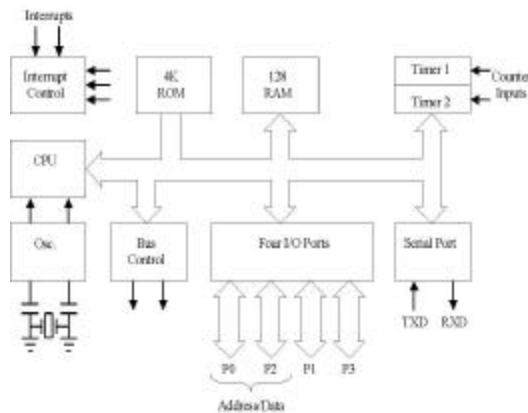 Interrupts
Interrupt
Control
4K
ROM
128
RAM
Timer 1
Timer 2
Counter
Inputs
CPU
Osc.
Bus
Control
Four I/O Ports
Serial Port
TXD
RXD
P0
P2
P1
P3
Address/Data